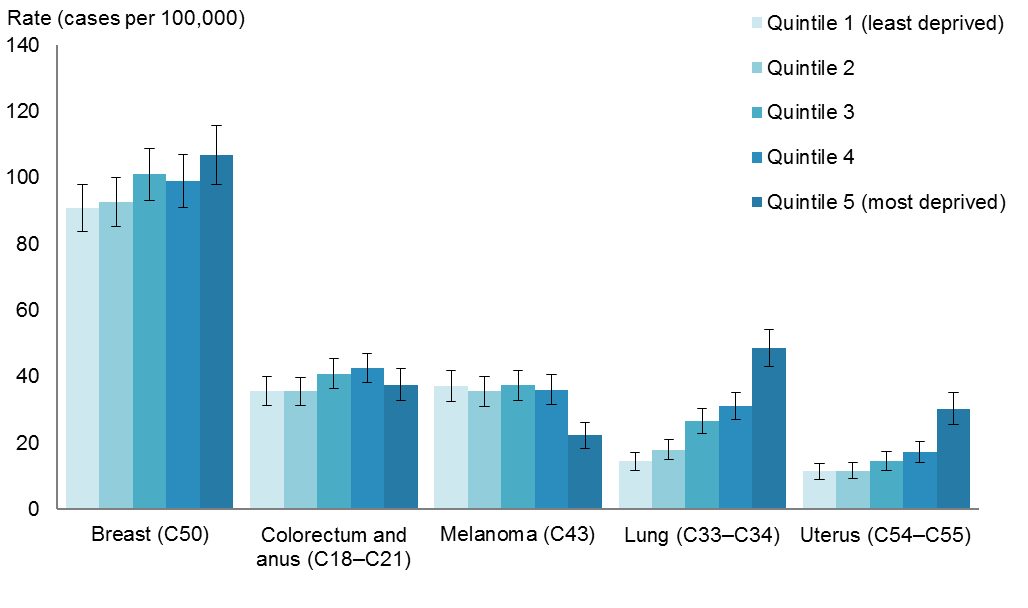 Rate (cases per 100,000)
140
120
100
80
60
40
20
0
Quintile 1 (least deprived)
Quintile 2
Quintile 3
Quintile 4
Quintile 5 (most deprived)
Breast (C50)
Colorectum and
anus (C18–C21)
Melanoma (C43)
Lung (C33–C34)
Uterus (C54–C55)